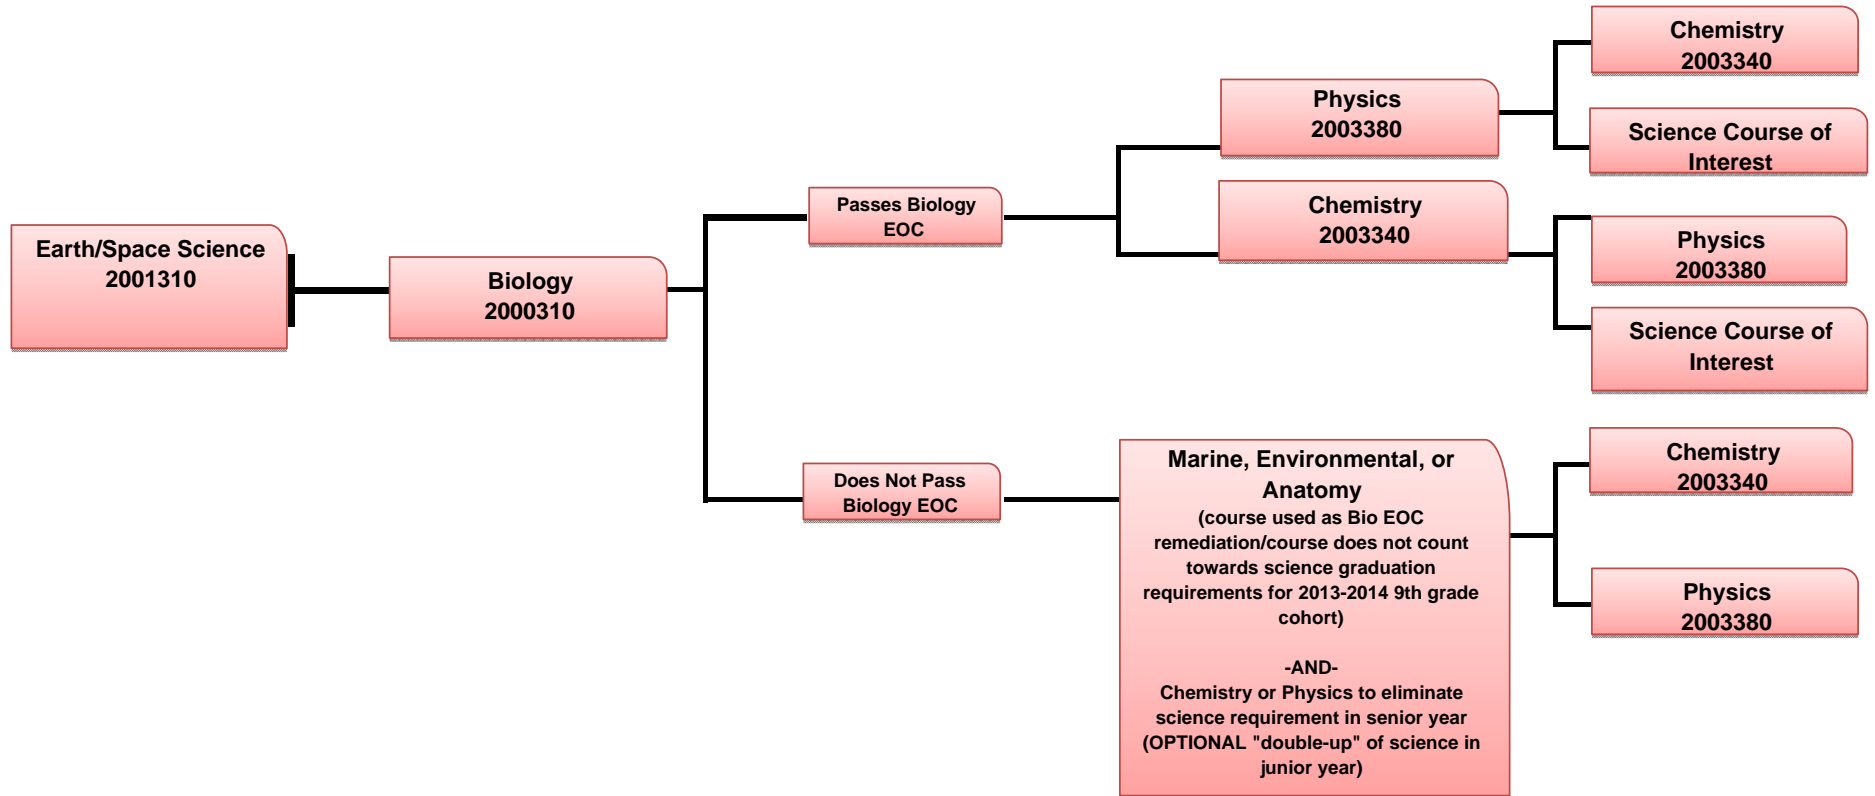 Earth/Space Science
2001310
Biology
2000310
Passes Biology
EOC
Does Not Pass
Biology EOC
Physics
2003380
Chemistry
2003340
Marine, Environmental, or
Anatomy
(course used as Bio EOC
remediation/course does not count
towards science graduation
requirements for 2013-2014 9th grade
cohort)
-AND-
Chemistry or Physics to eliminate
science requirement in senior year
(OPTIONAL "double-up" of science in
junior year)
Chemistry
2003340
Science Course of
Interest
Physics
2003380
Science Course of
Interest
Chemistry
2003340
Physics
2003380